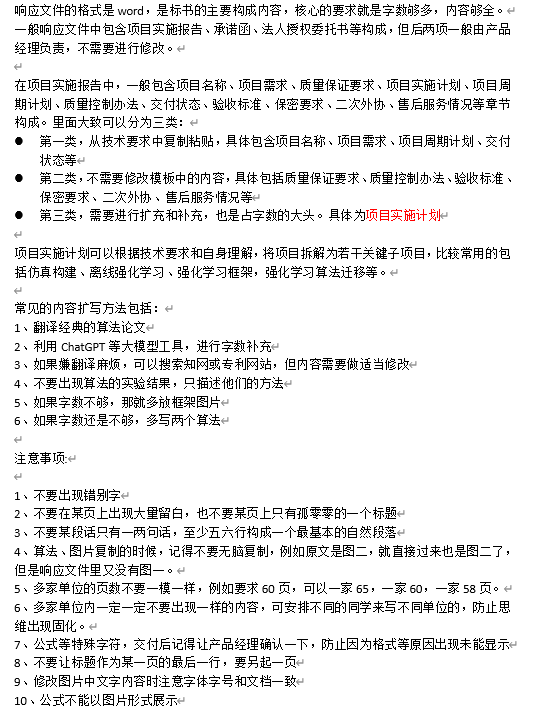 响应文件的格式是 word，是标书的主要构成内容，核心的要求就是字数够多，内容够全。
一般响应文件中包含项目实施报告、承诺函、法人授权委托书等构成，但后两项一般由产品
经理负责，不需要进行修改。
在项目实施报告中，一般包含项目名称、项目需求、质量保证要求、项目实施计划、项目周
期计划、质量控制办法、交付状态、验收标准、保密要求、二次外协、售后服务情况等章节
构成。里面大致可以分为三类：
● 第一类，从技术要求中复制粘贴，具体包含项目名称、项目需求、项目周期计划、交付
状态等
● 第二类，不需要修改模板中的内容，具体包括质量保证要求、质量控制办法、验收标准、
保密要求、二次外协、售后服务情况等
● 第三类，需要进行扩充和补充，也是占字数的大头。具体为项目实施计划
项目实施计划可以根据技术要求和自身理解，将项目拆解为若干关键子项目，比较常用的包
括仿真构建、离线强化学习、强化学习框架，强化学习算法迁移等。
常见的内容扩写方法包括：
1、翻译经典的算法论文
2、利用 ChatGPT 等大模型工具，进行字数补充
3、如果嫌翻译麻烦，可以搜索知网或专利网站，但内容需要做适当修改
4、不要出现算法的实验结果，只描述他们的方法
5、如果字数不够，那就多放框架图片
6、如果字数还是不够，多写两个算法
注意事项:
1、不要出现错别字
2、不要在某页上出现大量留白，也不要某页上只有孤零零的一个标题
3、不要某段话只有一两句话，至少五六行构成一个最基本的自然段落
4、算法、图片复制的时候，记得不要无脑复制，例如原文是图二，就直接过来也是图二了，
但是响应文件里又没有图一。
5、多家单位的页数不要一模一样，例如要求 60 页，可以一家 65，一家 60，一家 58 页。
6、多家单位内一定一定不要出现一样的内容，可安排不同的同学来写不同单位的，防止思
维出现固化。
7、公式等特殊字符，交付后记得让产品经理确认一下，防止因为格式等原因出现未能显示
8、不要让标题作为某一页的最后一行，要另起一页
9、修改图片中文字内容时注意字体字号和文档一致
10、公式不能以图片形式展示